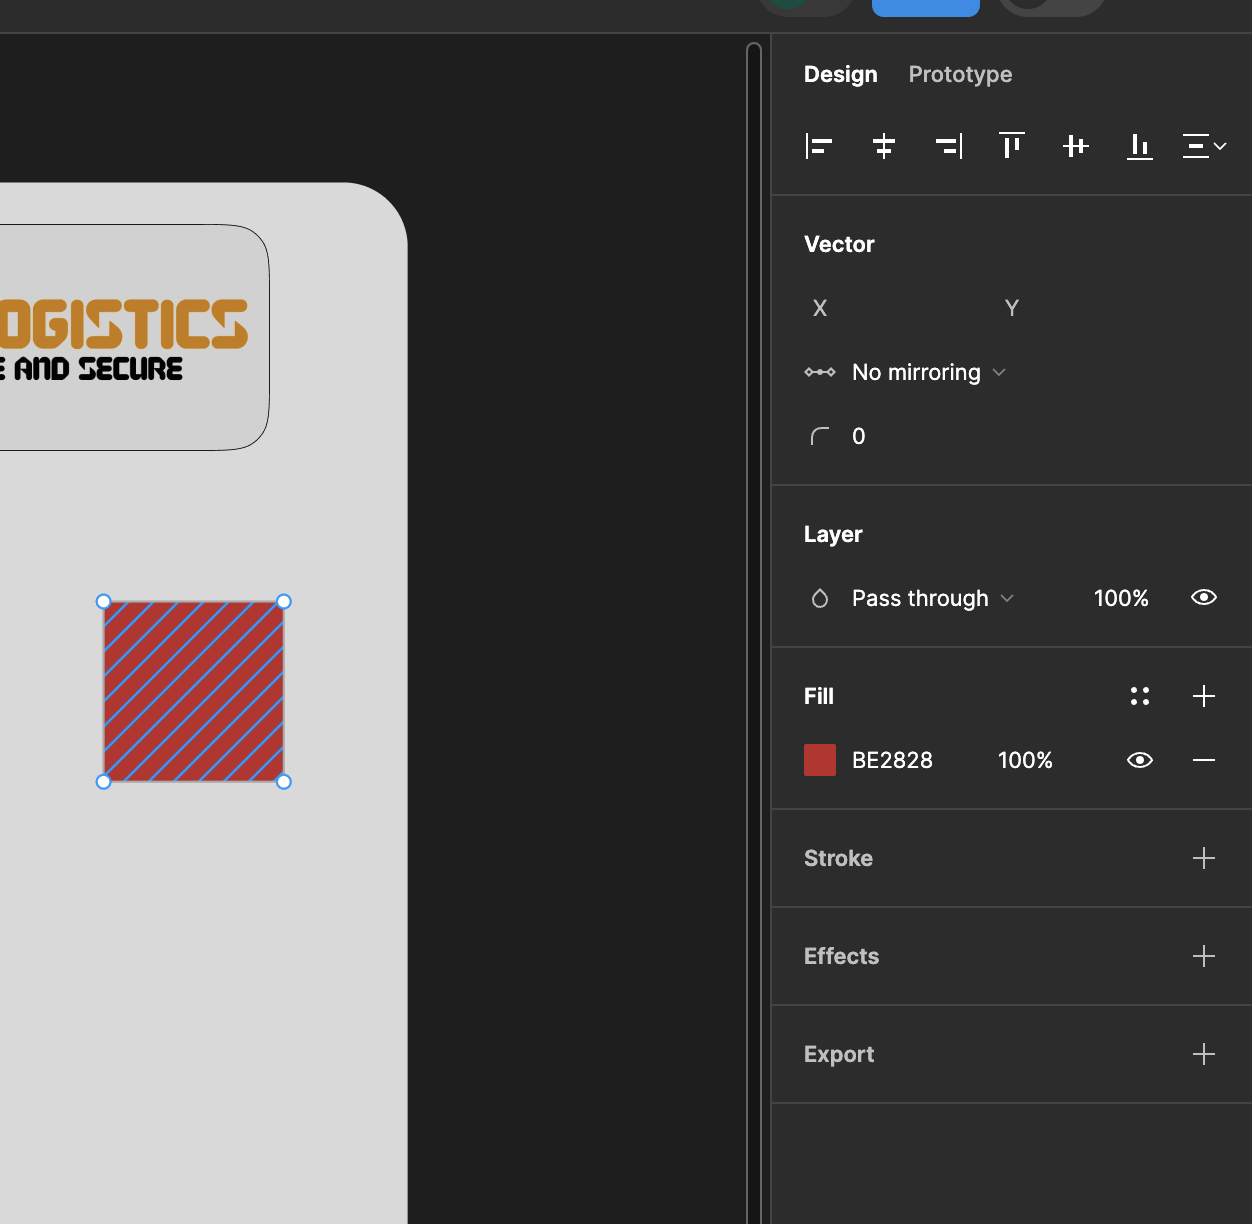 Design Prototype
Vector
X Y
No mirroring
0
Layer
Pass through 100%
Fill
BE2828 100%
Stroke
Effects
Export
OGISTICS
E AND SECURE